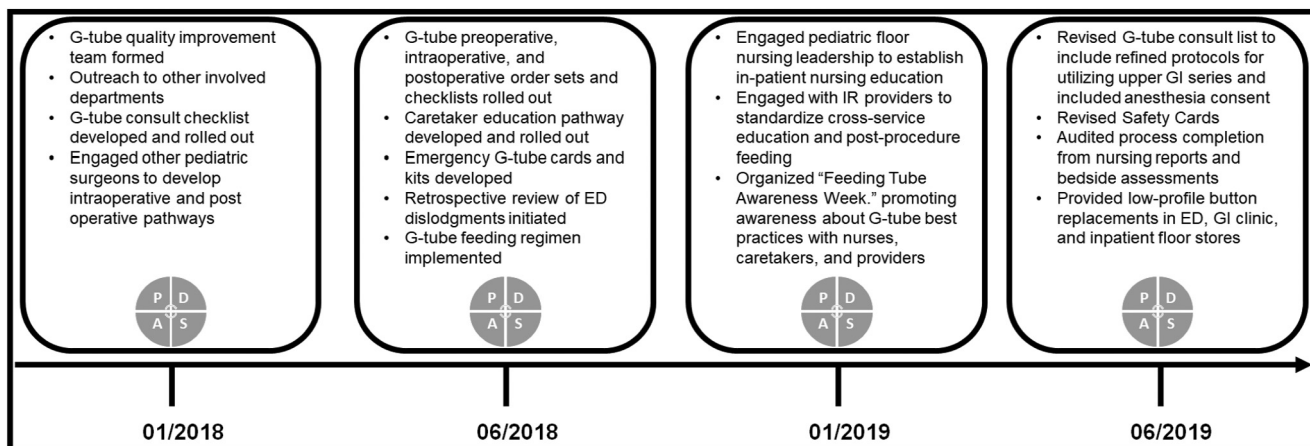 • G-tube quality improvement
team formed
• Outreach to other involved
departments
• G-tube consult checklist
developed and rolled out
• Engaged other pediatric
surgeons to develop
intraoperative and post
operative pathways
P D
A S
• G-tube preoperative,
intraoperative, and
postoperative order sets and
checklists rolled out
• Caretaker education pathway
developed and rolled out
• Emergency G-tube cards and
kits developed
• Retrospective review of ED
dislodgments initiated
• G-tube feeding regimen
implemented
P D
A S
• Engaged pediatric floor
nursing leadership to establish
in-patient nursing education
• Engaged with IR providers to
standardize cross-service
education and post-procedure
feeding
• Organized “Feeding Tube
Awareness Week.” promoting
awareness about G-tube best
practices with nurses,
caretakers, and providers
P D
A S
• Revised G-tube consult list to
include refined protocols for
utilizing upper GI series and
included anesthesia consent
• Revised Safety Cards
• Audited process completion
from nursing reports and
bedside assessments
• Provided low-profile button
replacements in ED, GI clinic,
and inpatient floor stores
P D
A S
01/2018
06/2018
01/2019
06/2019